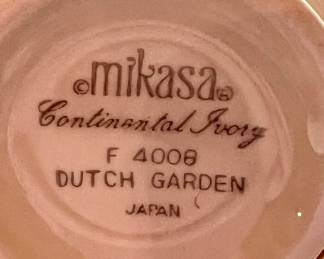 ©mikasa®
Continental Ivory
F 4008
DUTCH GARDEN
JAPAN